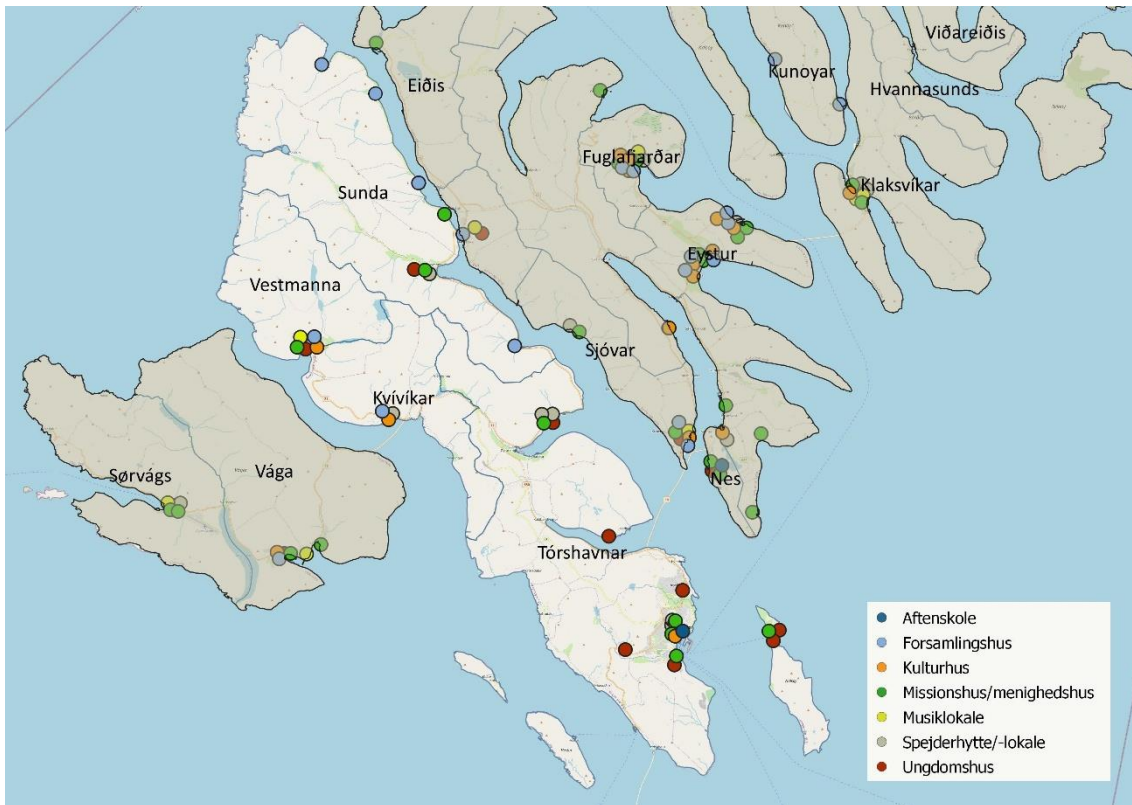 Viðareiðis
Kunoyar
Eiðis
Hvannasunds
Fuglafjarðar
Klaksvíkar
Sunda
Eystur
Vestmanna
Sjóvar
Kvívíkar
Sørvágs
Vága
Nes
Tórshavnar
Aftenskole
Forsamlingshus
Kulturhus
Missionshus/menighedshus
Musiklokale
Spejderhytte/-lokale
Ungdomshus